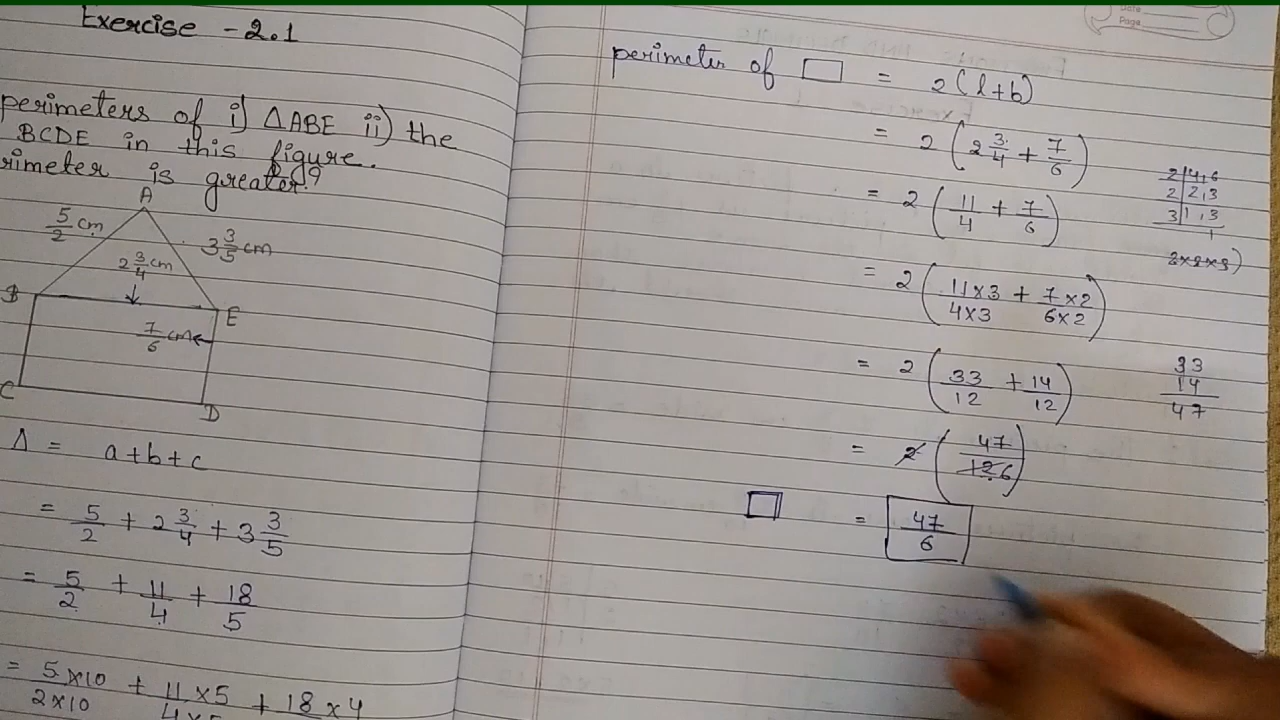 Exercise - 2.1
perimeters of i) ΔABE ii) the
BCDE in this figure.
rimeter is greater?
A
5/2 cm
3 3/5 cm
2 3/4 cm
B
E
7/6 cm
C
D
Δ = a+b+c
= 5/2 + 2 3/4 + 3 3/5
= 5/2 + 11/4 + 18/5
= 5×10/2×10 + 11×5/4×5 + 18×4
Date
Page
perimeter of □ = 2(l+b)
= 2(2 3/4 + 7/6)
= 2(11/4 + 7/6)
= 2(11×3/4×3 + 7×2/6×2)
= 2(33/12 + 14/12)
= 2(47/12 6)
□ = 47/6
2|4,6
2|2,3
3|1,3
1
33
14
47